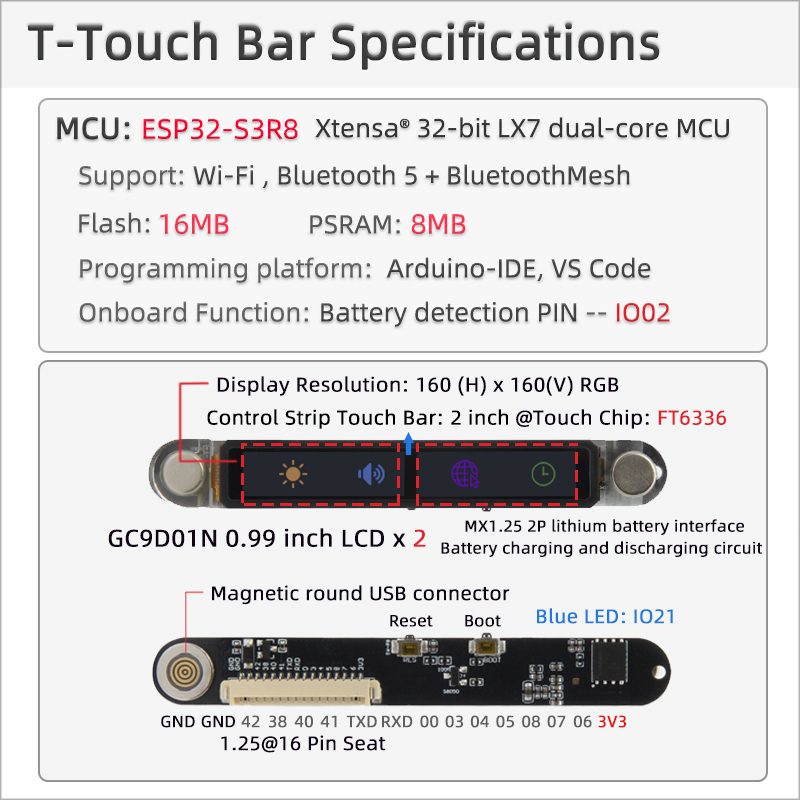 T-Touch Bar Specifications
MCU: ESP32-S3R8 Xtensa® 32-bit LX7 dual-core MCU
Support: Wi-Fi , Bluetooth 5 + BluetoothMesh
Flash: 16MB PSRAM: 8MB
Programming platform: Arduino-IDE, VS Code
Onboard Function: Battery detection PIN -- IO02
Display Resolution: 160 (H) x 160(V) RGB
Control Strip Touch Bar: 2 inch @Touch Chip: FT6336
GC9D01N 0.99 inch LCD x 2
MX1.25 2P lithium battery interface
Battery charging and discharging circuit
Magnetic round USB connector
Reset Boot Blue LED: IO21
RES BOOT
GND GND 42 38 40 41 TXD RXD 00 03 04 05 08 07 06 3V3
1.25@16 Pin Seat